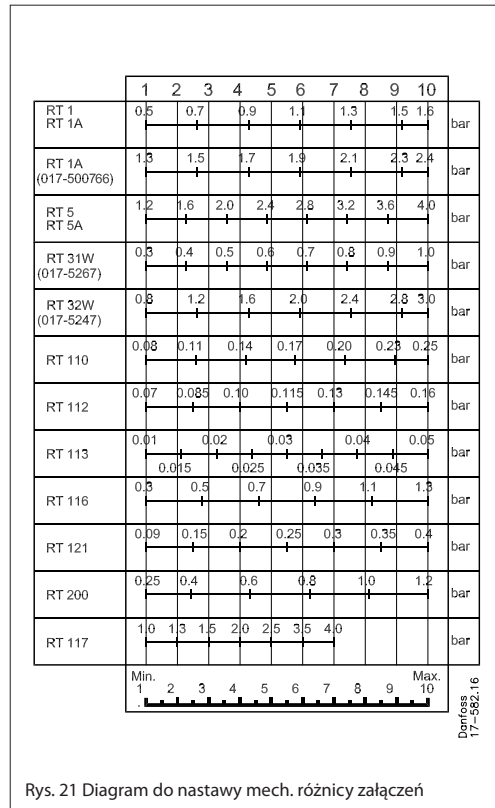 1 2 3 4 5 6 7 8 9 10
RT 1
RT 1A
0.5 0.7 0.9 1.1 1.3 1.5 1.6
bar
RT 1A
(017-500766)
1.3 1.5 1.7 1.9 2.1 2.3 2.4
bar
RT 5
RT 5A
1.2 1.6 2.0 2.4 2.8 3.2 3.6 4.0
bar
RT 31W
(017-5267)
0.3 0.4 0.5 0.6 0.7 0.8 0.9 1.0
bar
RT 32W
(017-5247)
0.8 1.2 1.6 2.0 2.4 2.8 3.0
bar
RT 110
0.08 0.11 0.14 0.17 0.20 0.23 0.25
bar
RT 112
0.07 0.085 0.10 0.115 0.13 0.145 0.16
bar
RT 113
0.01 0.02 0.03 0.04 0.05
0.015 0.025 0.035 0.045
bar
RT 116
0.3 0.5 0.7 0.9 1.1 1.3
bar
RT 121
0.09 0.15 0.2 0.25 0.3 0.35 0.4
bar
RT 200
0.25 0.4 0.6 0.8 1.0 1.2
bar
RT 117
1.0 1.3 1.5 2.0 2.5 3.5 4.0
bar
Min. Max.
1 2 3 4 5 6 7 8 9 10
Danfoss
17-582.16
Rys. 21 Diagram do nastawy mech. różnicy załączeń